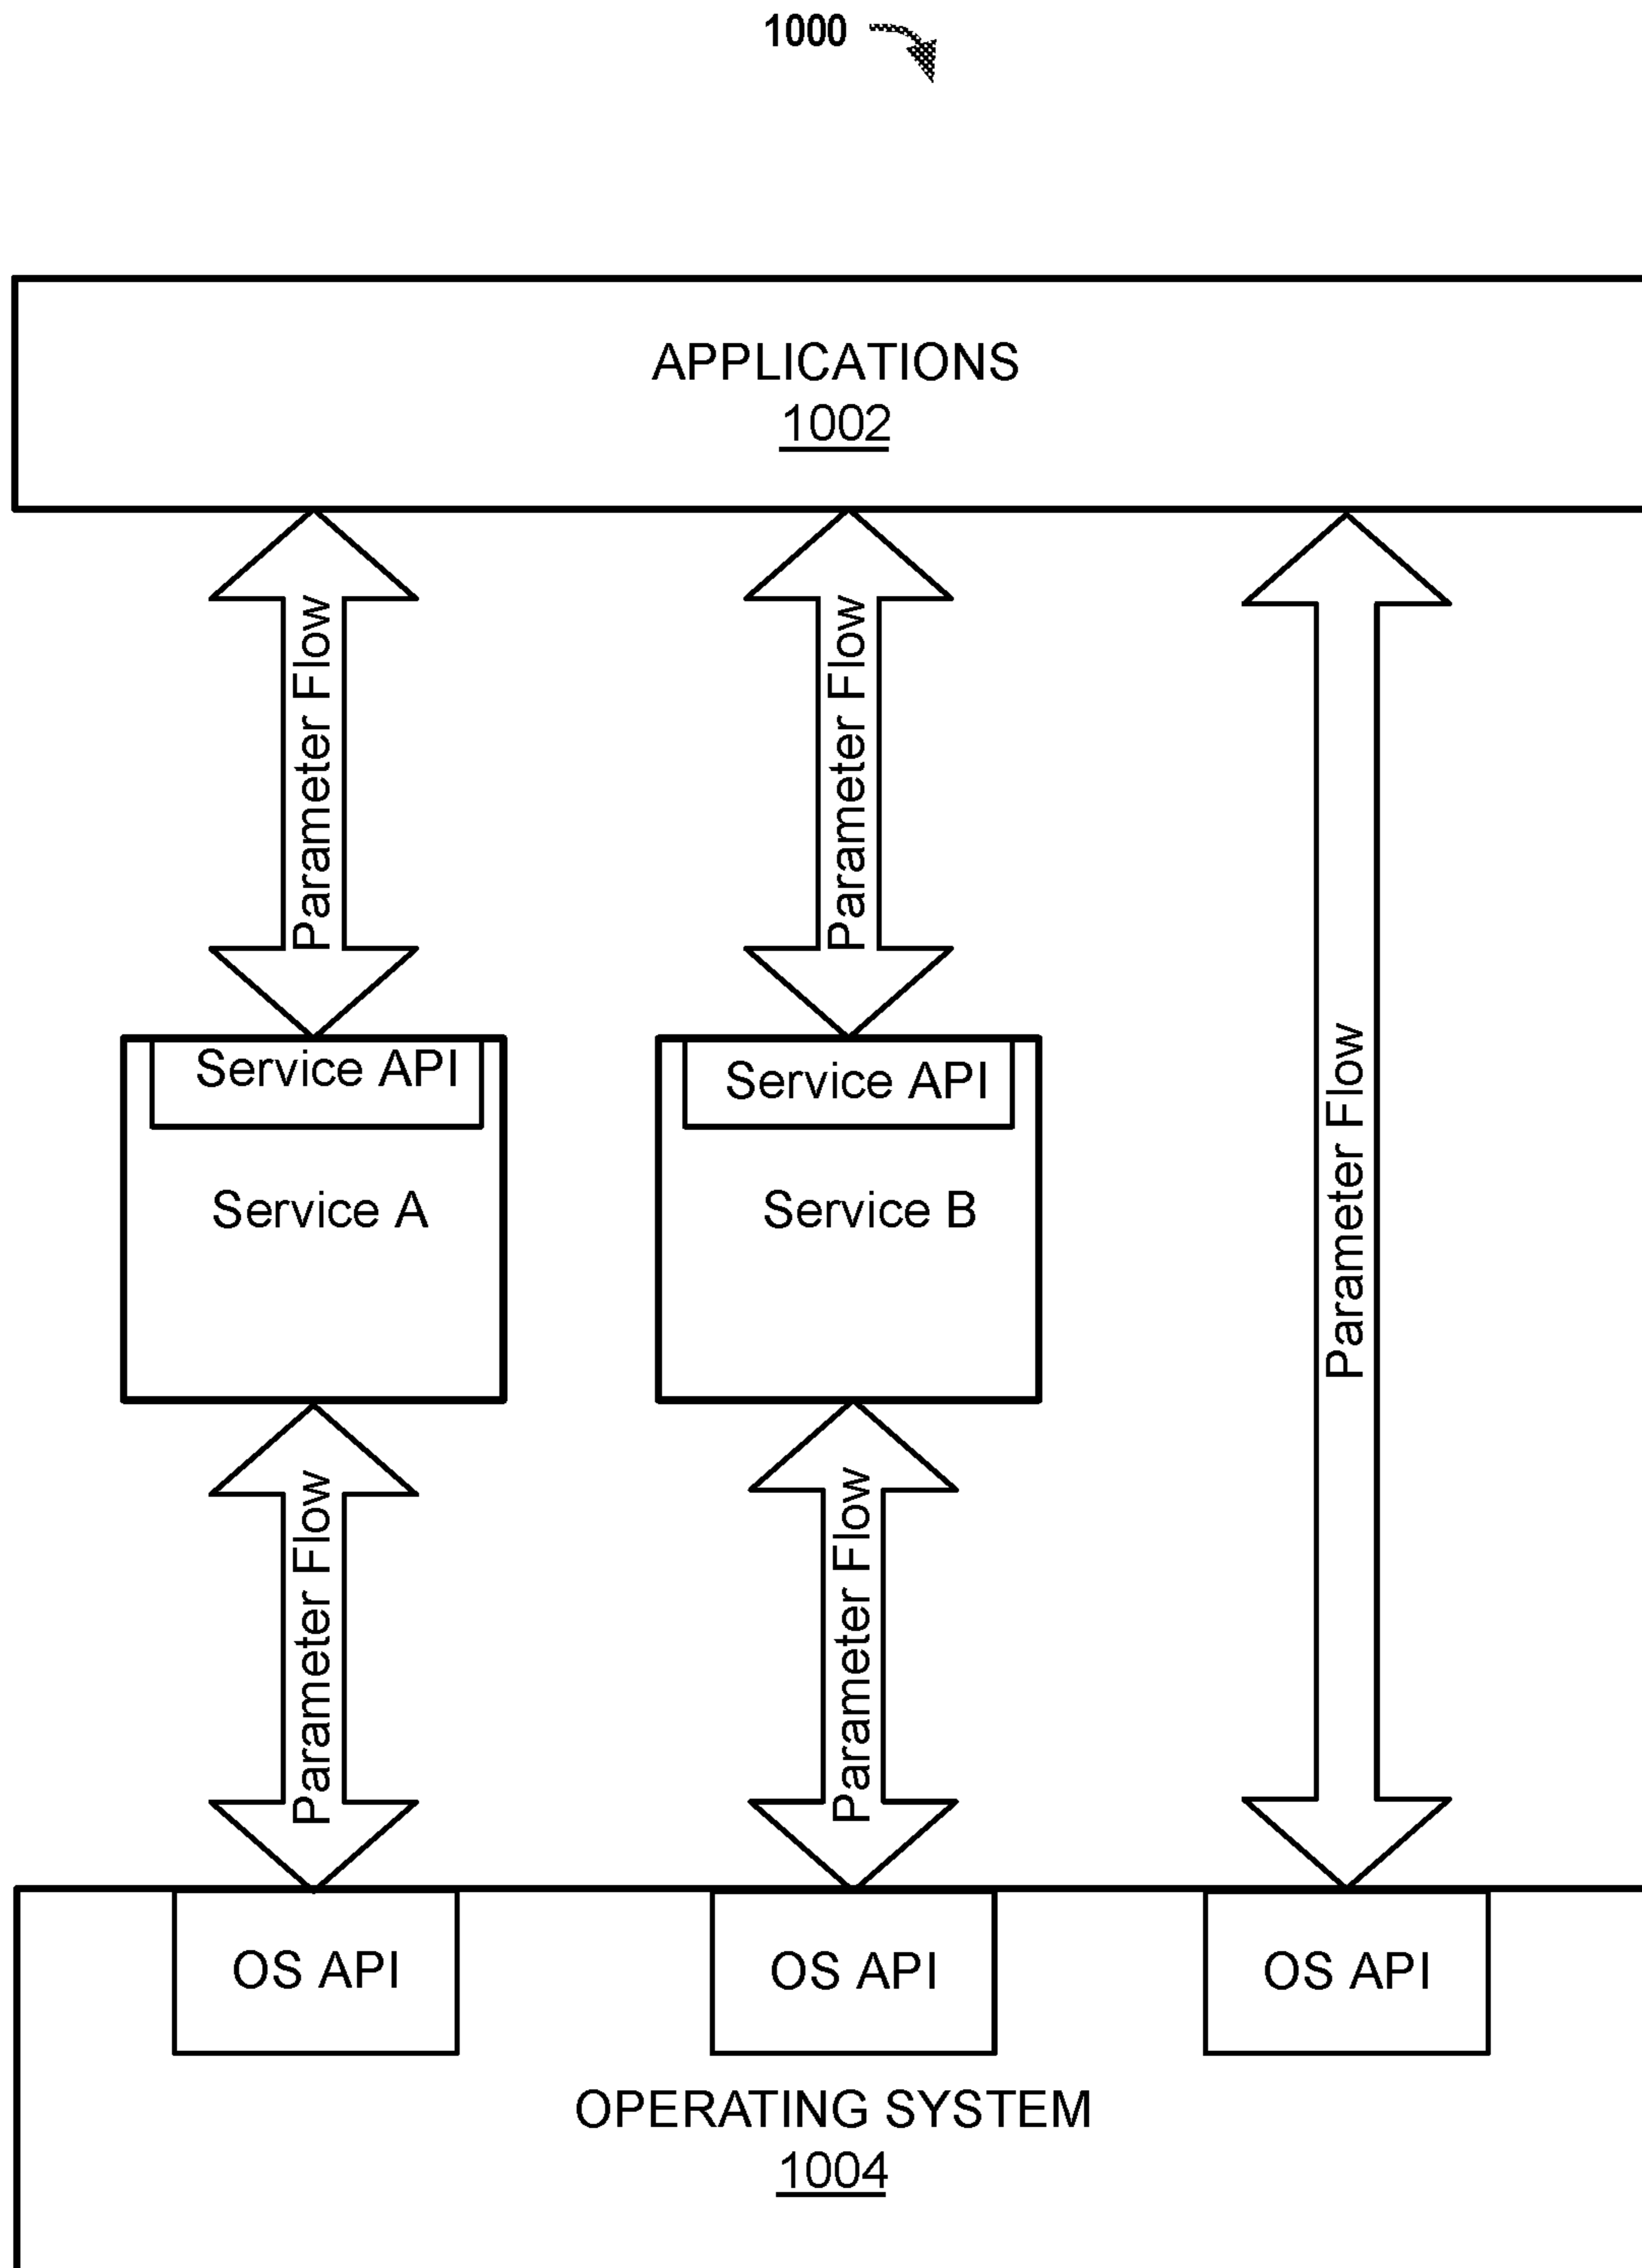 1000
APPLICATIONS
1002
Parameter Flow
Parameter Flow
Parameter Flow
Service API
Service A
Service API
Service B
Parameter Flow
Parameter Flow
OS API
OS API
OS API
OPERATING SYSTEM
1004